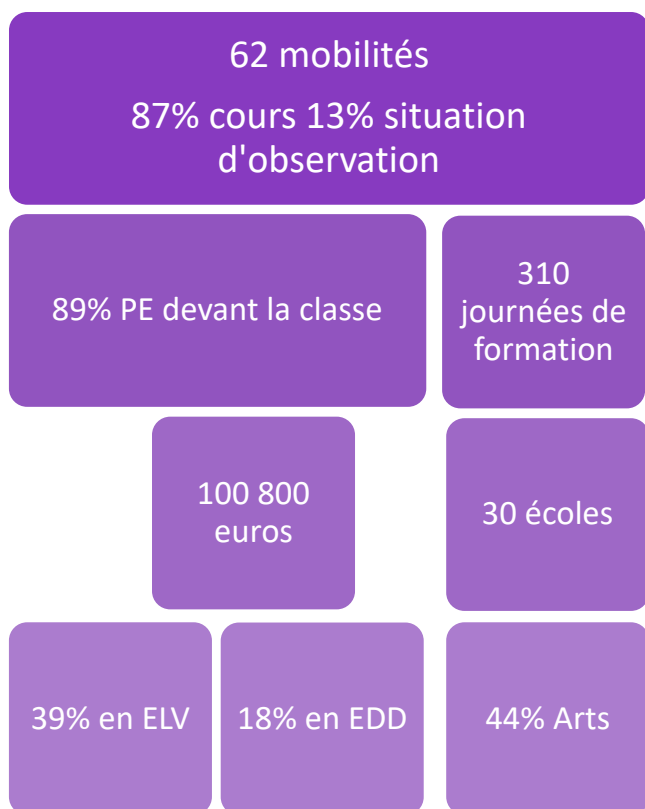 62 mobilités
87% cours 13% situation
d'observation
89% PE devant la classe
310
journées de
formation
100 800
euros
30 écoles
39% en ELV
18% en EDD
44% Arts